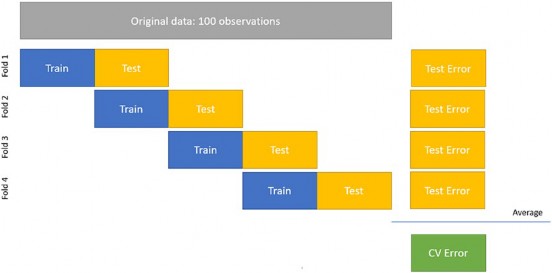 Original data: 100 observations
Fold 1
Train
Test
Test Error
Fold 2
Train
Test
Test Error
Fold 3
Train
Test
Test Error
Fold 4
Train
Test
Test Error
Average
CV Error